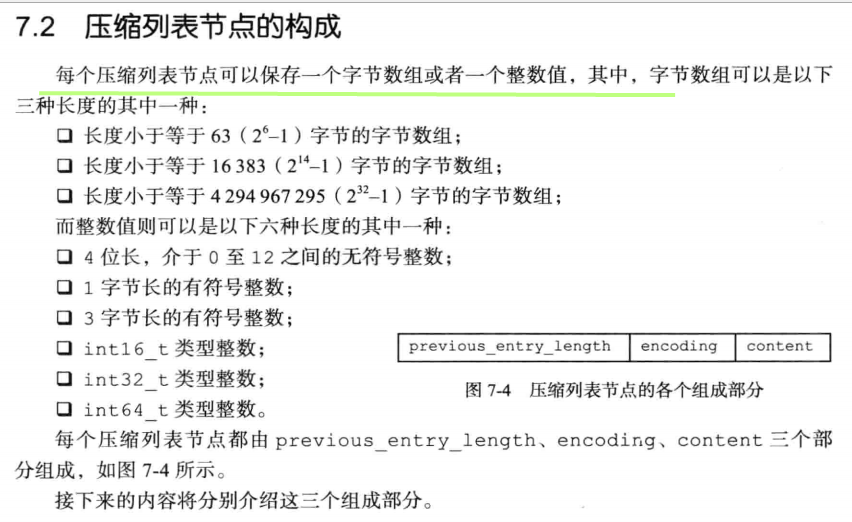 7.2 压缩列表节点的构成
每个压缩列表节点可以保存一个字节数组或者一个整数值，其中，字节数组可以是以下
三种长度的其中一种：
❑ 长度小于等于 63（2⁶–1）字节的字节数组；
❑ 长度小于等于 16 383（2¹⁴–1）字节的字节数组；
❑ 长度小于等于 4 294 967 295（2³²–1）字节的字节数组；
而整数值则可以是以下六种长度的其中一种：
❑ 4 位长，介于 0 至 12 之间的无符号整数；
❑ 1 字节长的有符号整数；
❑ 3 字节长的有符号整数；
❑ int16_t 类型整数；
❑ int32_t 类型整数；
❑ int64_t 类型整数。
previous_entry_length encoding content
图 7-4 压缩列表节点的各个组成部分
每个压缩列表节点都由 previous_entry_length、encoding、content 三个部
分组成，如图 7-4 所示。
接下来的内容将分别介绍这三个组成部分。